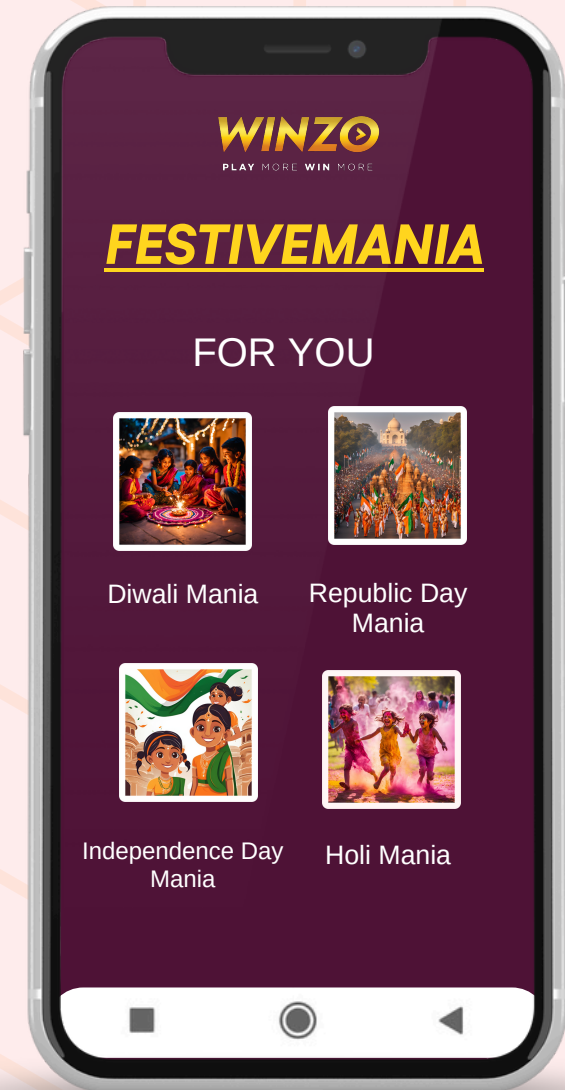 WINZO
PLAY MORE WIN MORE
FESTIVEMANIA
FOR YOU
Diwali Mania
Republic Day
Mania
Independence Day
Mania
Holi Mania